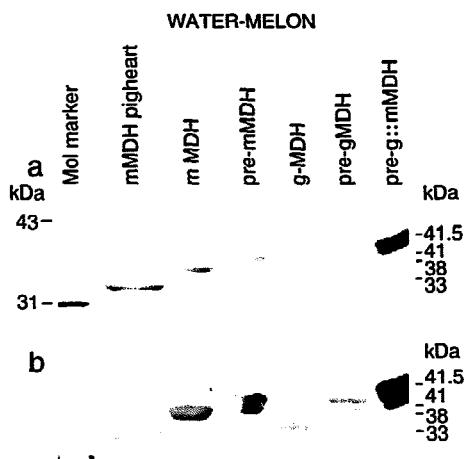 WATER-MELON
Mol marker
mMDH pigheart
m MDH
pre-mMDH
g-MDH
pre-gMDH
pre-g::mMDH
a
kDa
kDa
43
31
41.5
41
38
33
b
kDa
41.5
41
38
33